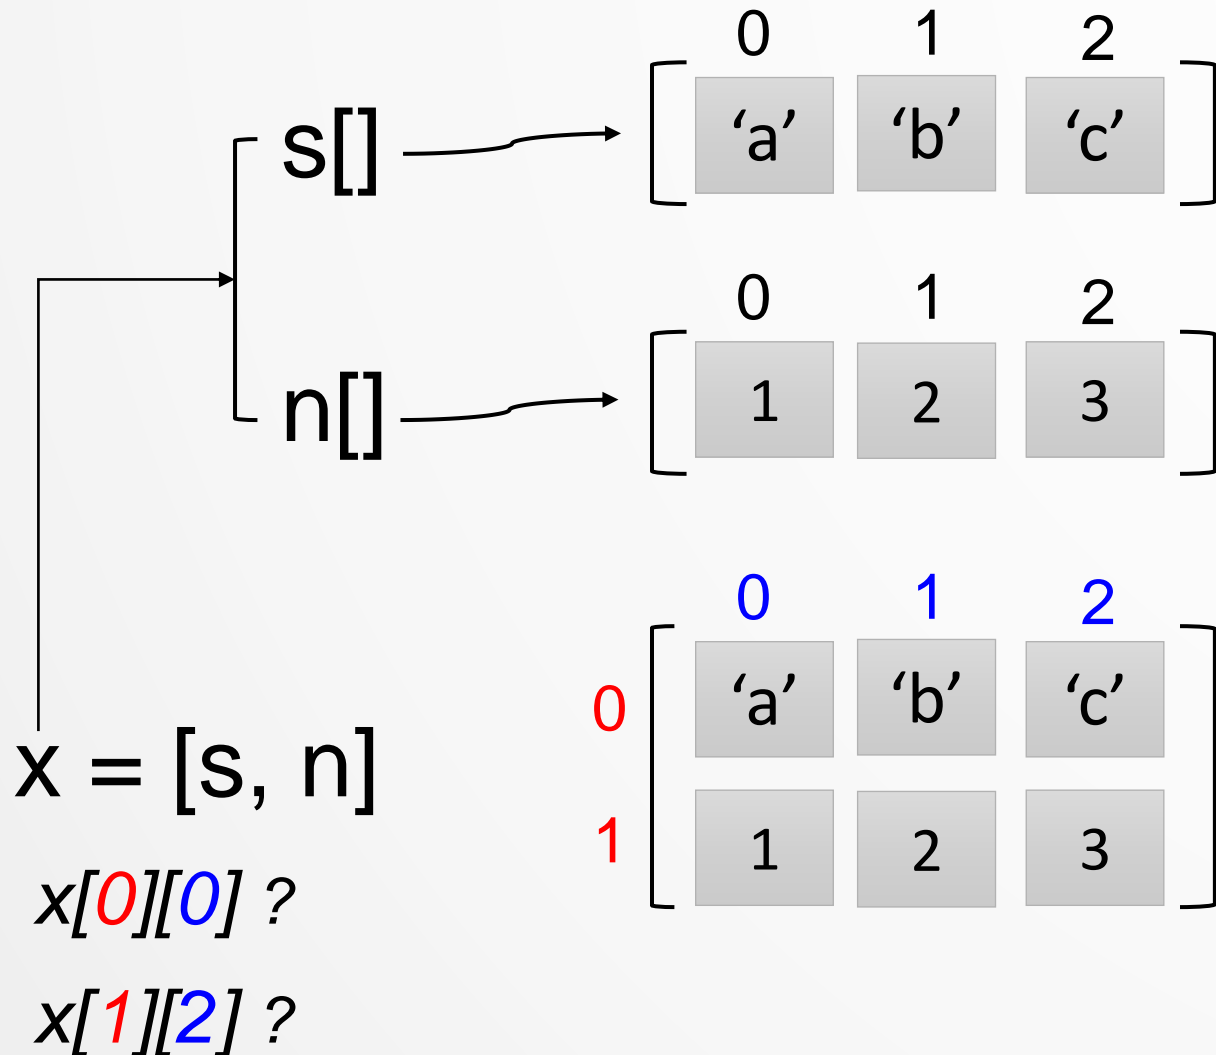 0 1 2
s[] ‘a’ ‘b’ ‘c’
0 1 2
n[] 1 2 3
0 1 2
0 ‘a’ ‘b’ ‘c’
x = [s, n]
1 1 2 3
x[0][0] ?
x[1][2] ?